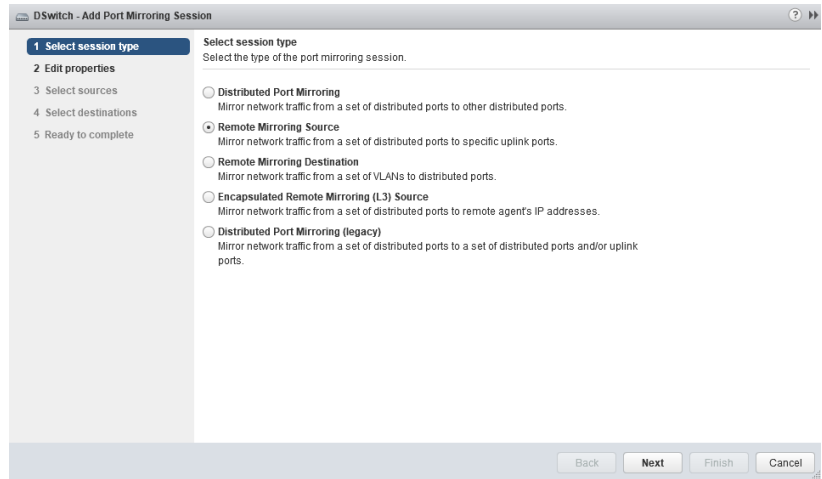 DSwitch - Add Port Mirroring Session
?
1 Select session type
2 Edit properties
3 Select sources
4 Select destinations
5 Ready to complete
Select session type
Select the type of the port mirroring session.
Distributed Port Mirroring
Mirror network traffic from a set of distributed ports to other distributed ports.
Remote Mirroring Source
Mirror network traffic from a set of distributed ports to specific uplink ports.
Remote Mirroring Destination
Mirror network traffic from a set of VLANs to distributed ports.
Encapsulated Remote Mirroring (L3) Source
Mirror network traffic from a set of distributed ports to remote agent's IP addresses.
Distributed Port Mirroring (legacy)
Mirror network traffic from a set of distributed ports to a set of distributed ports and/or uplink
ports.
Back
Next
Finish
Cancel